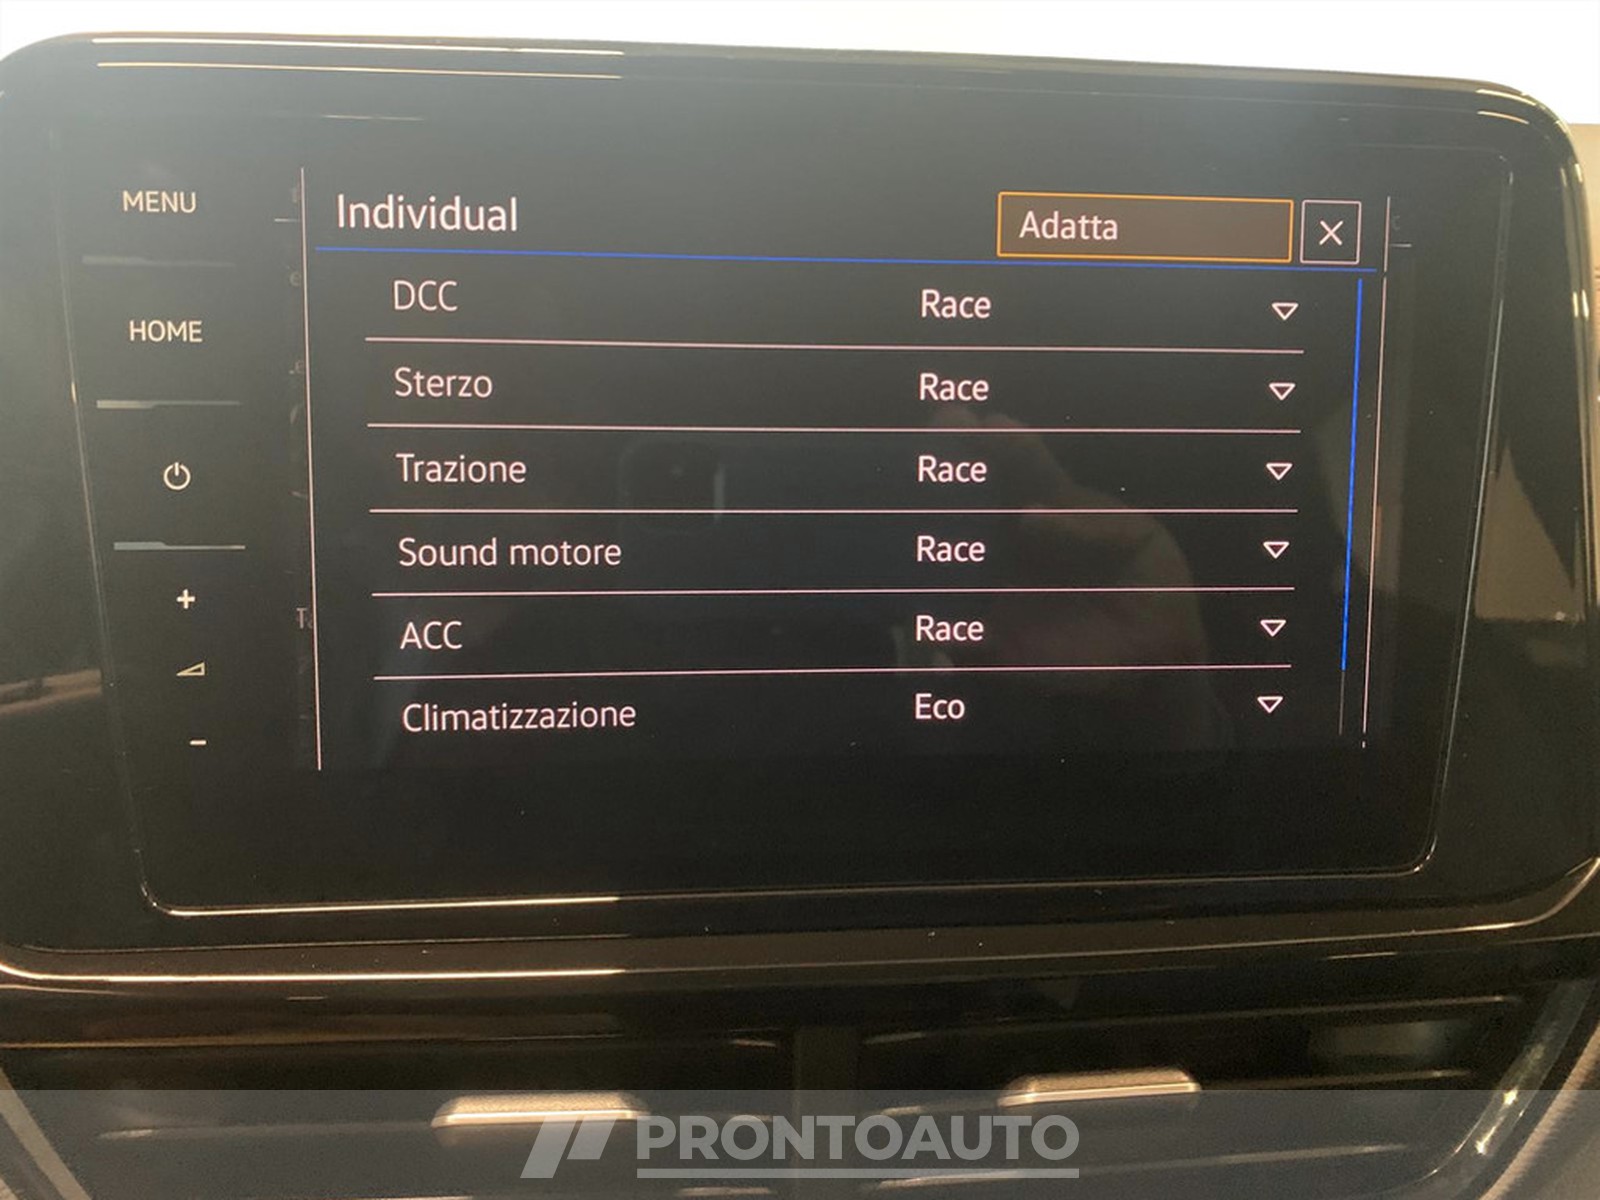 MENU
HOME
Individual
Adatta
DCC Race
Sterzo Race
Trazione Race
Sound motore Race
ACC Race
Climatizzazione Eco
PRONTOAUTO